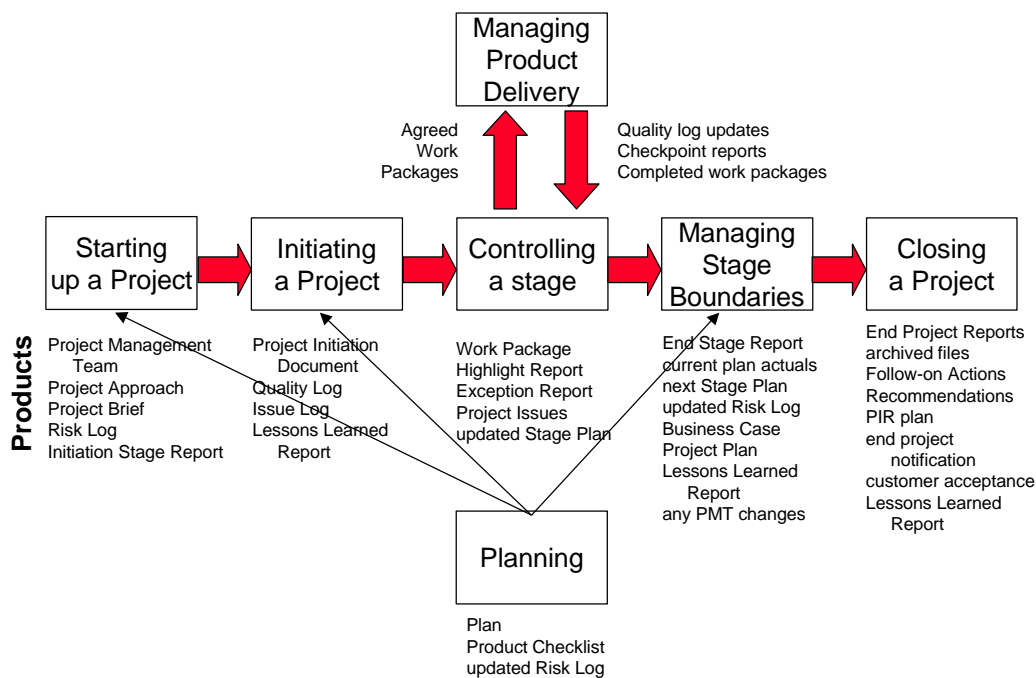 Managing
Product
Delivery
Agreed
Work
Packages
Quality log updates
Checkpoint reports
Completed work packages
Starting
up a Project
Initiating
a Project
Controlling
a stage
Managing
Stage
Boundaries
Closing
a Project
Products
Project Management
Team
Project Approach
Project Brief
Risk Log
Initiation Stage Report
Project Initiation
Document
Quality Log
Issue Log
Lessons Learned
Report
Work Package
Highlight Report
Exception Report
Project Issues
updated Stage Plan
End Stage Report
current plan actuals
next Stage Plan
updated Risk Log
Business Case
Project Plan
Lessons Learned
Report
any PMT changes
End Project Reports
archived files
Follow-on Actions
Recommendations
PIR plan
end project
notification
customer acceptance
Lessons Learned
Report
Planning
Plan
Product Checklist
updated Risk Log